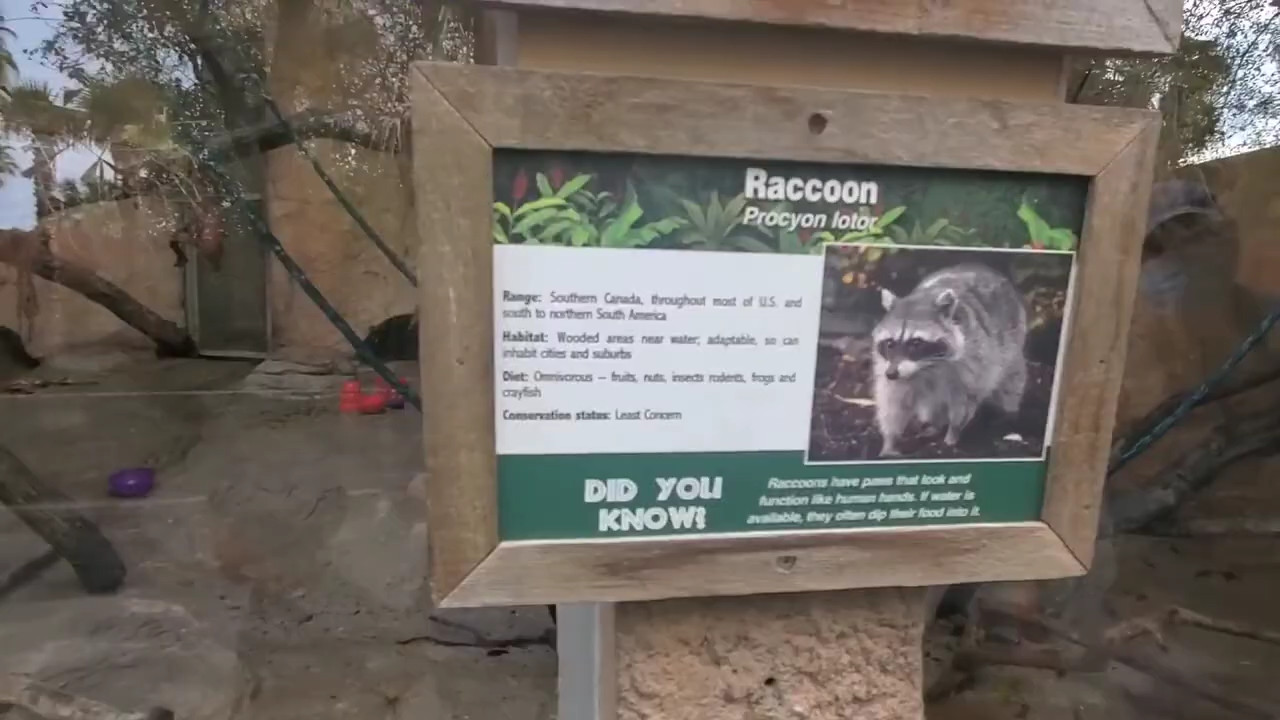 Raccoon
Procyon lotor
Range: Southern Canada, throughout most of U.S. and
south to northern South America
Habitat: Wooded areas near water; adaptable, so can
inhabit cities and suburbs
Diet: Omnivorous – fruits, nuts, insects rodents, frogs and
crayfish
Conservation status: Least Concern
DID YOU
KNOW?
Raccoons have paws that look and
function like human hands. If water is
available, they often dip their food into it.